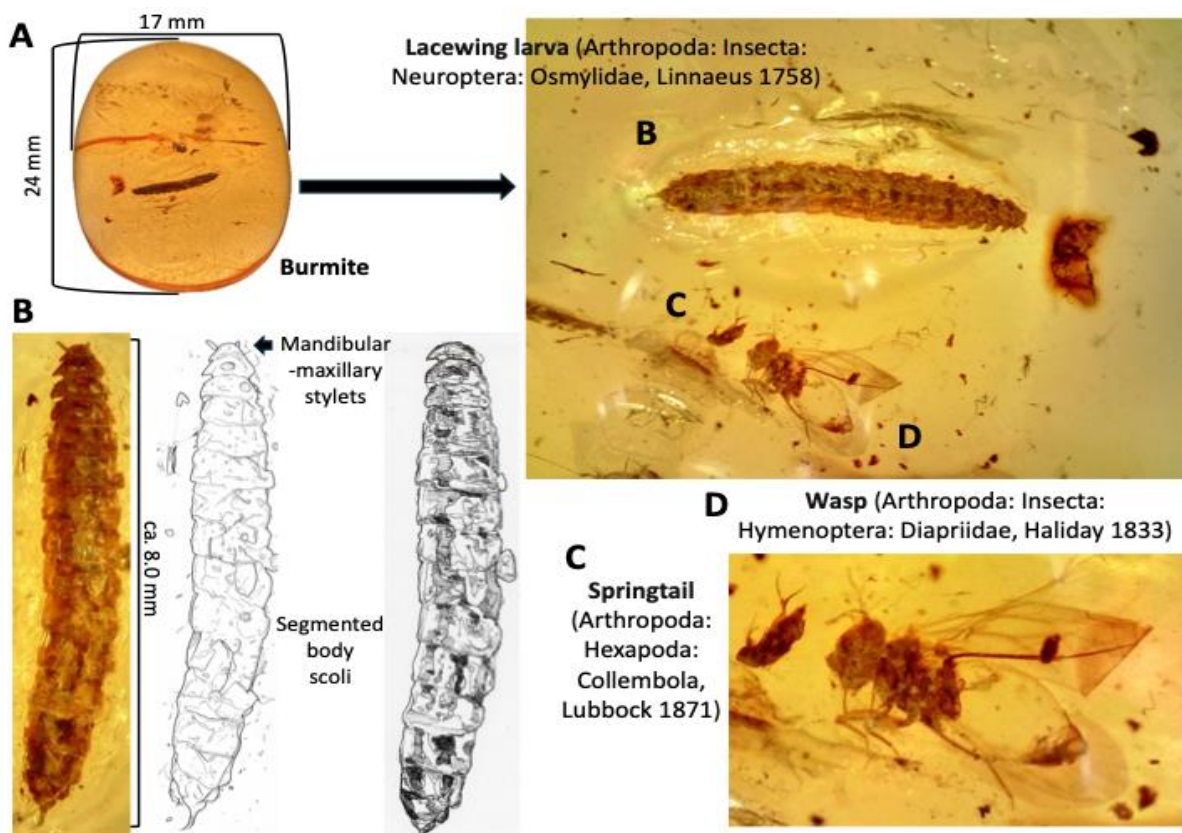 A
17 mm
24 mm
Burmite
Lacewing larva (Arthropoda: Insecta:
Neuroptera: Osmylidae, Linnaeus 1758)
B
C
D
B
ca. 8.0 mm
Mandibular
-maxillary
stylets
Segmented
body
scoli
D
Wasp (Arthropoda: Insecta:
Hymenoptera: Diapriidae, Haliday 1833)
C
Springtail
(Arthropoda:
Hexapoda:
Collembola,
Lubbock 1871)